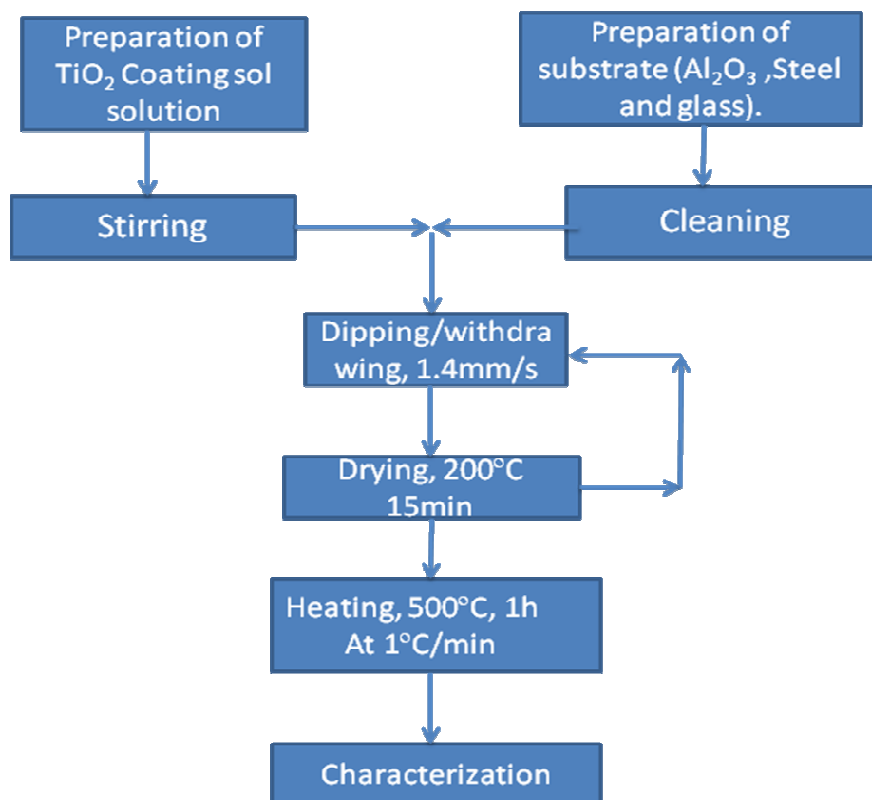 Preparation of
TiO₂ Coating sol
solution
Preparation of
substrate (Al₂O₃ ,Steel
and glass).
Stirring
Cleaning
Dipping/withdra
wing, 1.4mm/s
Drying, 200°C
15min
Heating, 500°C, 1h
At 1°C/min
Characterization